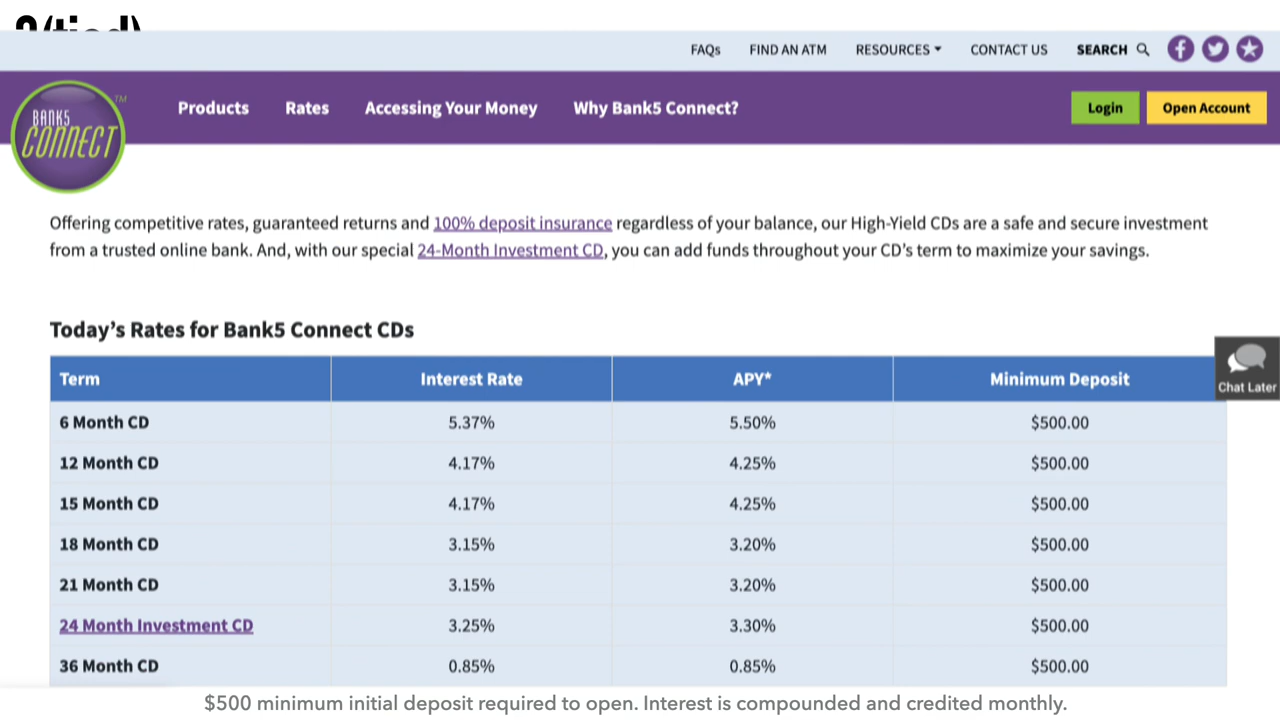 FAQs FIND AN ATM RESOURCES CONTACT US SEARCH
BANK5 CONNECT TM
Products Rates Accessing Your Money Why Bank5 Connect? Login Open Account
Offering competitive rates, guaranteed returns and 100% deposit insurance regardless of your balance, our High-Yield CDs are a safe and secure investment
from a trusted online bank. And, with our special 24-Month Investment CD, you can add funds throughout your CD's term to maximize your savings.
Today's Rates for Bank5 Connect CDs
Chat Later
Term Interest Rate APY* Minimum Deposit
6 Month CD 5.37% 5.50% $500.00
12 Month CD 4.17% 4.25% $500.00
15 Month CD 4.17% 4.25% $500.00
18 Month CD 3.15% 3.20% $500.00
21 Month CD 3.15% 3.20% $500.00
24 Month Investment CD 3.25% 3.30% $500.00
36 Month CD 0.85% 0.85% $500.00
$500 minimum initial deposit required to open. Interest is compounded and credited monthly.